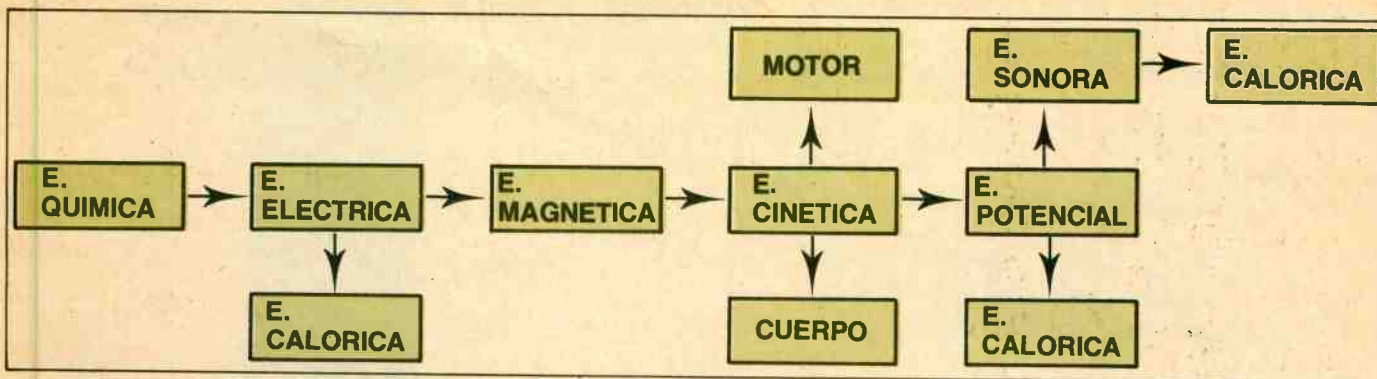 MOTOR
E.
SONORA
E.
CALORICA
E.
QUIMICA
E.
ELECTRICA
E.
MAGNETICA
E.
CINETICA
E.
POTENCIAL
E.
CALORICA
CUERPO
E.
CALORICA